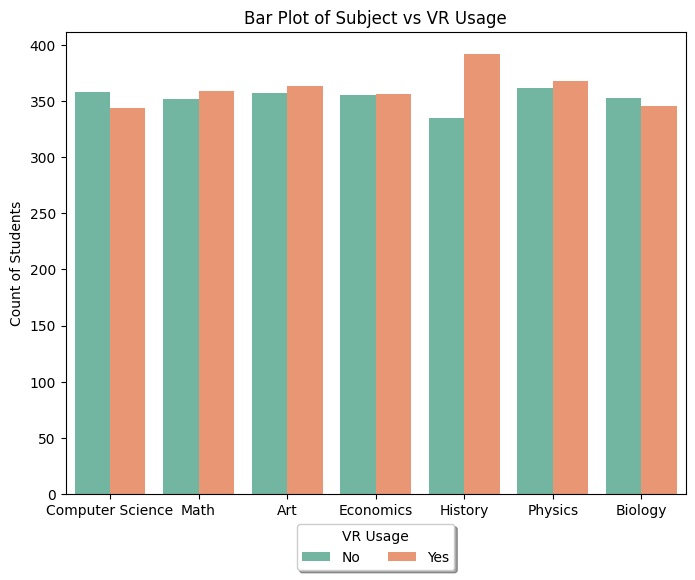 Bar Plot of Subject vs VR Usage
400
350
300
250
200
150
100
50
0
Count of Students
Computer Science Math Art Economics History Physics Biology
VR Usage
No Yes